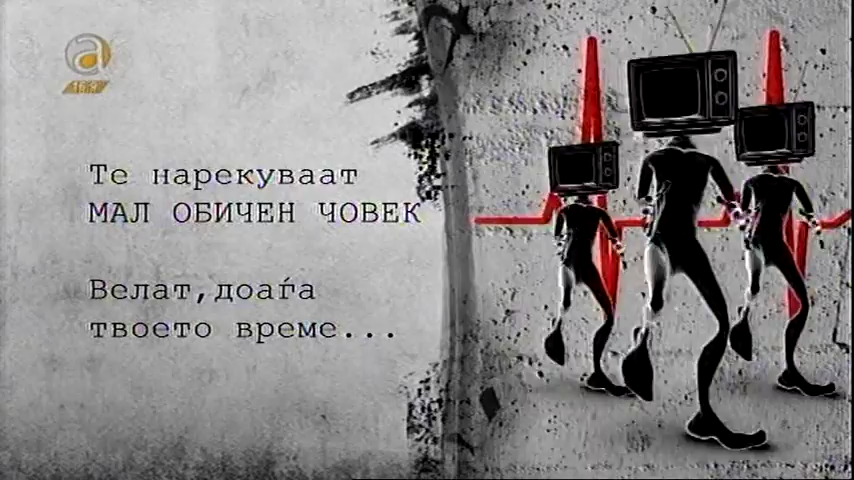 a
Те нарекуваат
МАЛ ОБИЧЕН ЧОВЕК
Велат,доаѓа
твоето време...